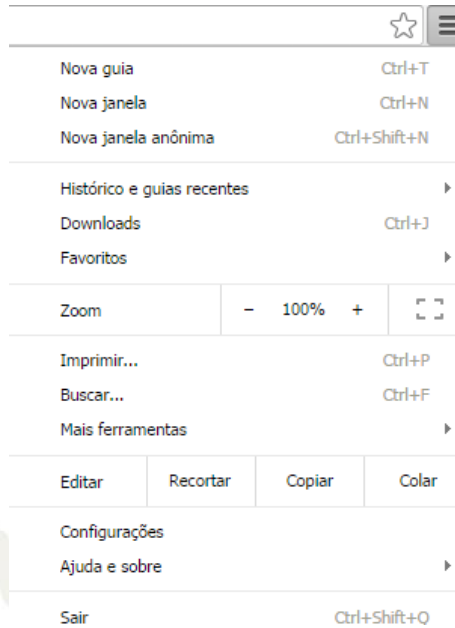 Nova guia Ctrl+T
Nova janela Ctrl+N
Nova janela anônima Ctrl+Shift+N
Histórico e guias recentes
Downloads Ctrl+J
Favoritos
Zoom − 100% +
Imprimir... Ctrl+P
Buscar... Ctrl+F
Mais ferramentas
Editar Recortar Copiar Colar
Configurações
Ajuda e sobre
Sair Ctrl+Shift+Q